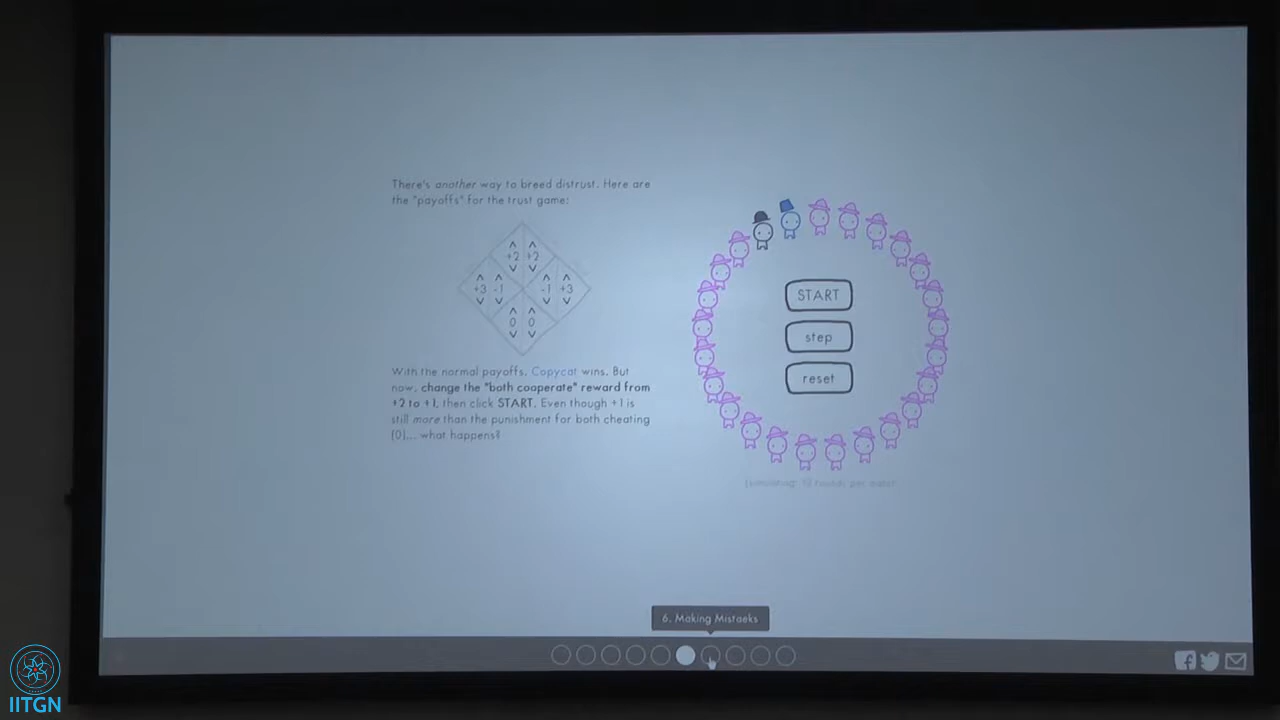 There's another way to breed distrust. Here are
the "payoffs" for the trust game:
+2 +2
+3 -1 -1 +3
0 0
With the normal payoffs, Copycat wins. But
now, change the "both cooperate" reward from
+2 to +1, then click START. Even though +1 is
still more than the punishment for both cheating
(0)... what happens?
START
step
reset
rounds per match
6. Making Mistaeks
IITGN